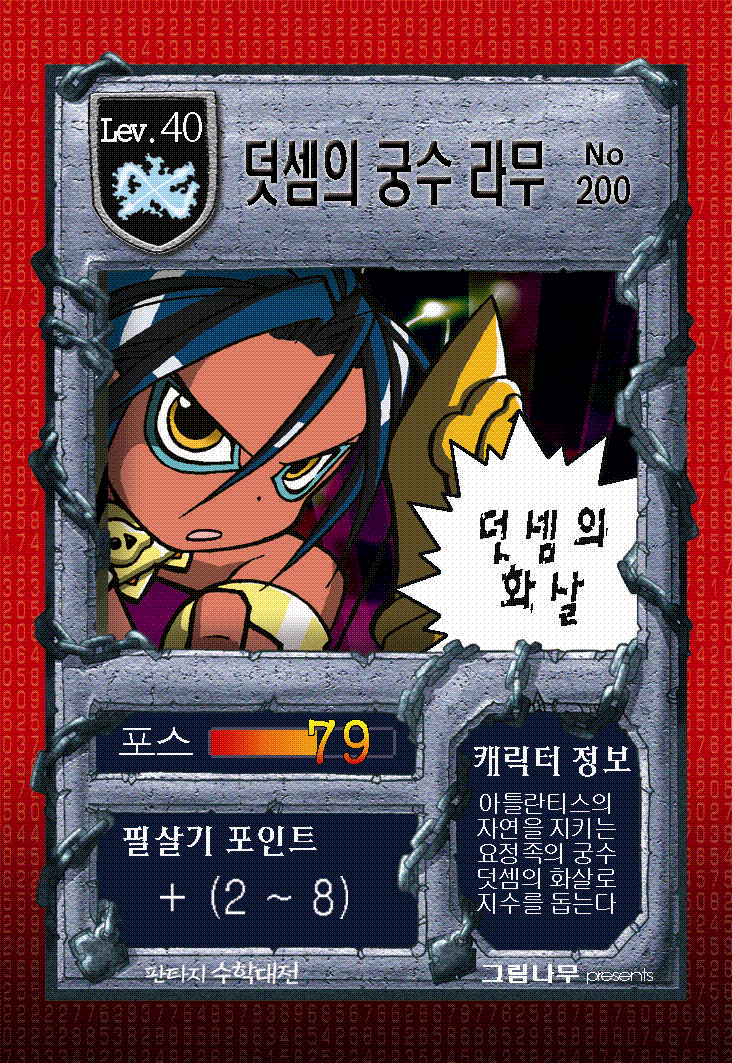 Lev. 40
덧셈의 궁수 라무
No
200
덧셈의
화살
포스 79
필살기 포인트
+ (2 ~ 8)
캐릭터 정보
아틀란티스의
자연을 지키는
요정족의 궁수
덧셈의 화살로
지수를 돕는다
판타지 수학대전
그림나무 presents